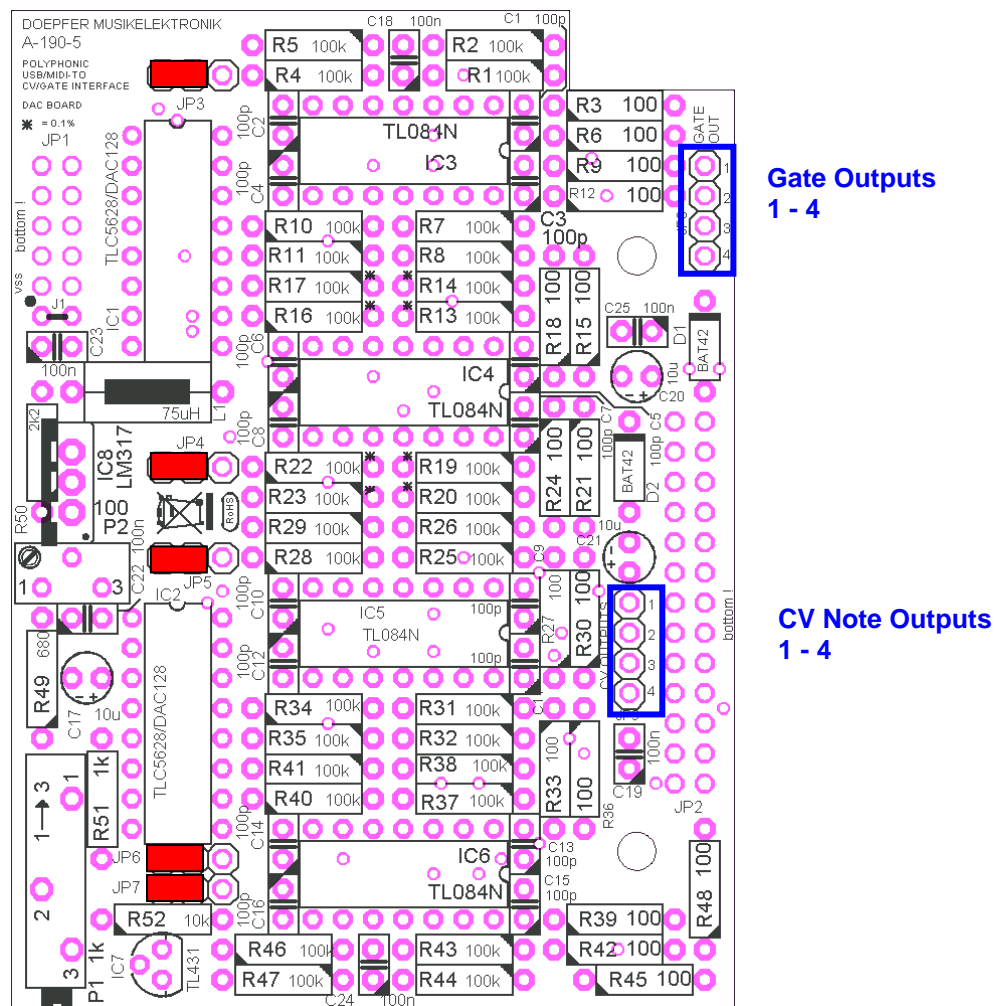 DOEPFER MUSIKELEKTRONIK
A-190-5
POLYPHONIC
USB/MIDI-TO
CV/GATE INTERFACE
DAC BOARD
✱ = 0.1%
JP1
JP3
C18 100n
C1 100p
R5 100k
R2 100k
R4 100k
R1 100k
R3 100
R6 100
R9 100
R12 100
GATE OUT
1
2
3
4
Gate Outputs
1 - 4
100p
C2
TL084N
IC3
100p
C4
TLC5628/DAC128
IC1
bottom !
vss
J1
C23
100n
R10 100k
R7 100k
R11 100k
R8 100k
R17 100k
R14 100k
R16 100k
R13 100k
C3
100p
R18 100
R15 100
C25 100n
D1
BAT42
10u
C20
100p
C6
IC4
TL084N
75uH
L1
C7
C5
100p
100p
2k2
R50
IC8
LM317
100
P2
JP4
RoHS
100p
C8
R22 100k
R19 100k
R23 100k
R20 100k
R29 100k
R26 100k
R28 100k
R25 100k
R24 100
R21 100
BAT42
D2
10u
C21
C9
1
3
100n
C22
JP5
IC2
100p
C10
IC5
TL084N
100p
100p
100p
C12
R27 100
R30 100
CV OUTPUTS
1
2
3
4
CV Note Outputs
1 - 4
bottom !
R49 680
C17
10u
TLC5628/DAC128
R34 100k
R31 100k
R35 100k
R32 100k
R41 100k
R38 100k
R40 100k
R37 100k
C1
R33 100
100
R36
100n
C19
JP2
1→3
1
2
3
P1 1k
R51 1k
JP6
JP7
100p
C14
IC6
TL084N
C13
100p
C15
100p
100p
C16
R52 10k
IC7
TL431
R46 100k
R43 100k
R47 100k
R44 100k
C24
100n
R39 100
R42 100
R45 100
R48 100